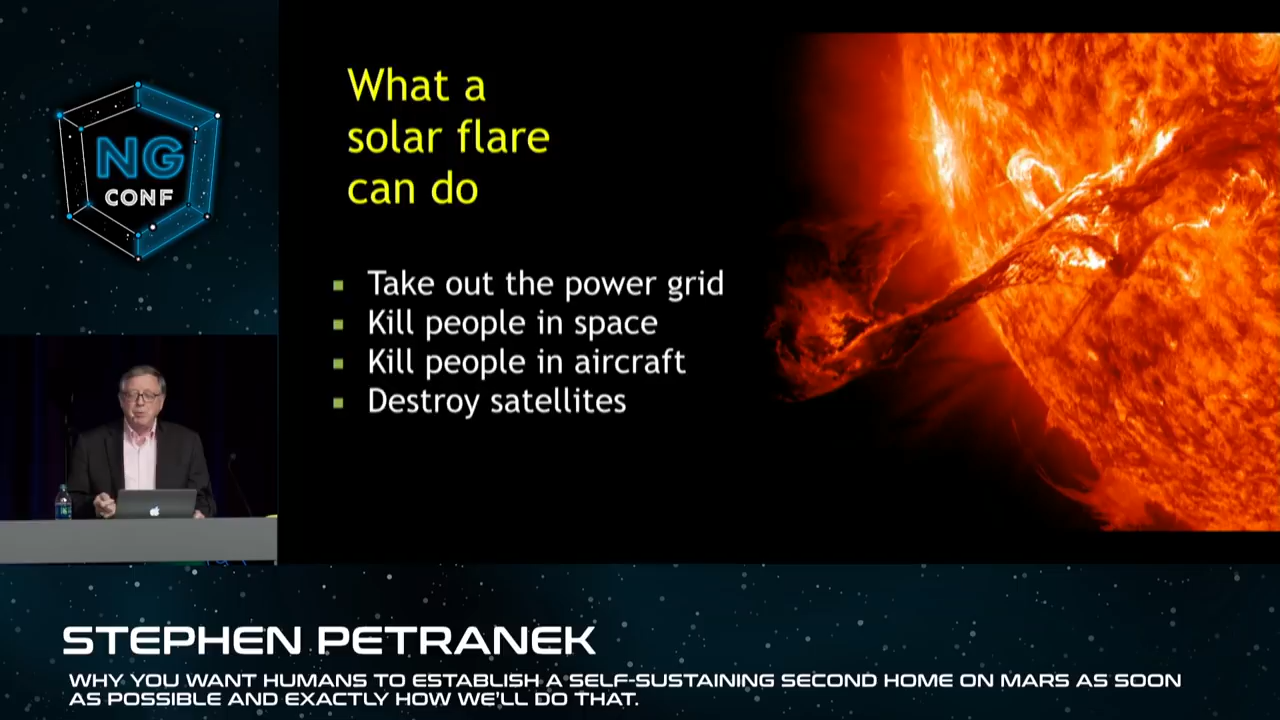 NG
CONF
What a
solar flare
can do
Take out the power grid
Kill people in space
Kill people in aircraft
Destroy satellites
STEPHEN PETRANEK
WHY YOU WANT HUMANS TO ESTABLISH A SELF-SUSTAINING SECOND HOME ON MARS AS SOON
AS POSSIBLE AND EXACTLY HOW WE'LL DO THAT.